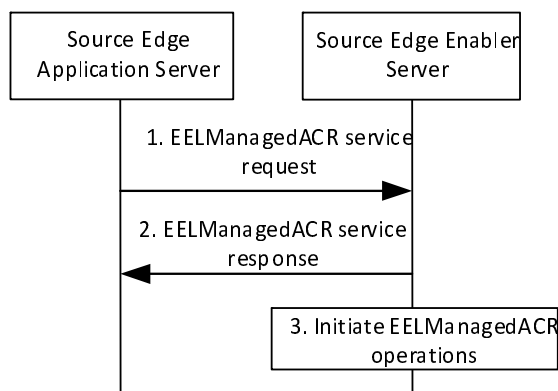 Source Edge
Application Server
Source Edge Enabler
Server
1. EELManagedACR service
request
2. EELManagedACR service
response
3. Initiate EELManagedACR
operations